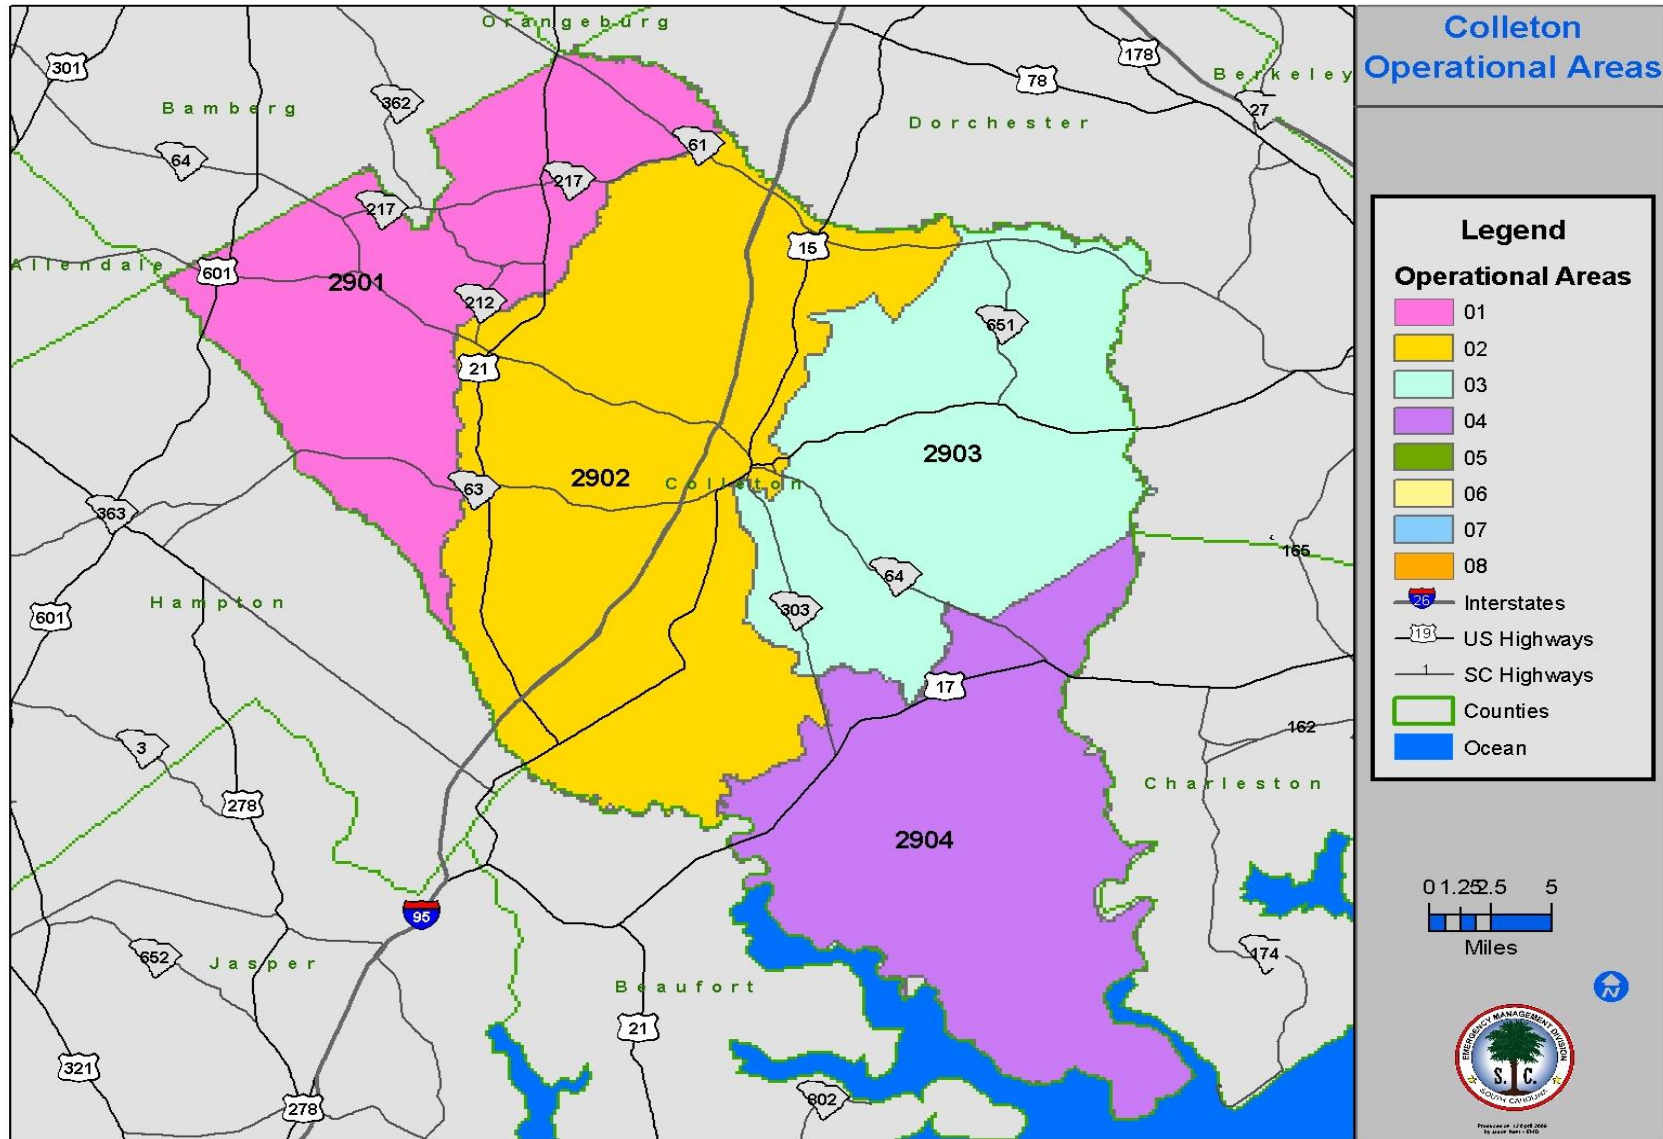 Colleton
Operational Areas
Legend
Operational Areas
01
02
03
04
05
06
07
08
26 Interstates
19 US Highways
1 SC Highways
Counties
Ocean
0 1.25 2.5 5
Miles
N
EMERGENCY MANAGEMENT DIVISION
S. C.
SOUTH CAROLINA
Orangeburg
301
178
78
Berkeley
Bamberg
362
27
Dorchester
61
64
217
217
15
Allendale
601
2901
212
651
21
2903
2902
Colleton
63
363
165
64
Hampton
303
601
17
162
3
Charleston
278
2904
95
652
Jasper
174
Beaufort
21
321
802
278